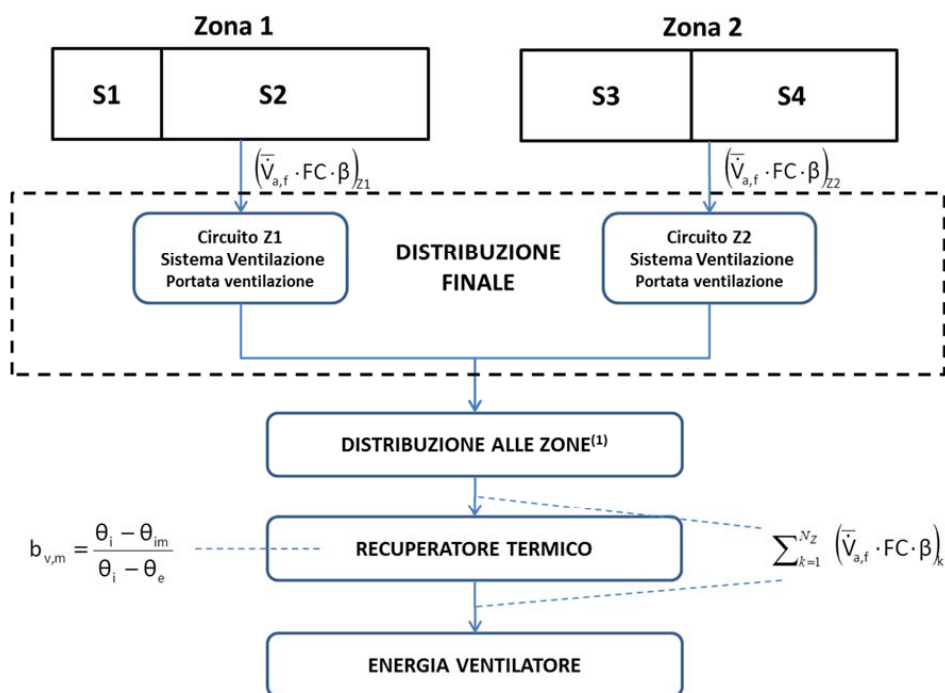 Zona 1
Zona 2
S1
S2
S3
S4
(V̇̅a,f · FC · β)Z1
(V̇̅a,f · FC · β)Z2
Circuito Z1
Sistema Ventilazione
Portata ventilazione
DISTRIBUZIONE
FINALE
Circuito Z2
Sistema Ventilazione
Portata ventilazione
DISTRIBUZIONE ALLE ZONE(1)
bv,m = (θi − θim) / (θi − θe)
RECUPERATORE TERMICO
∑k=1NZ (V̇̅a,f · FC · β)k
ENERGIA VENTILATORE